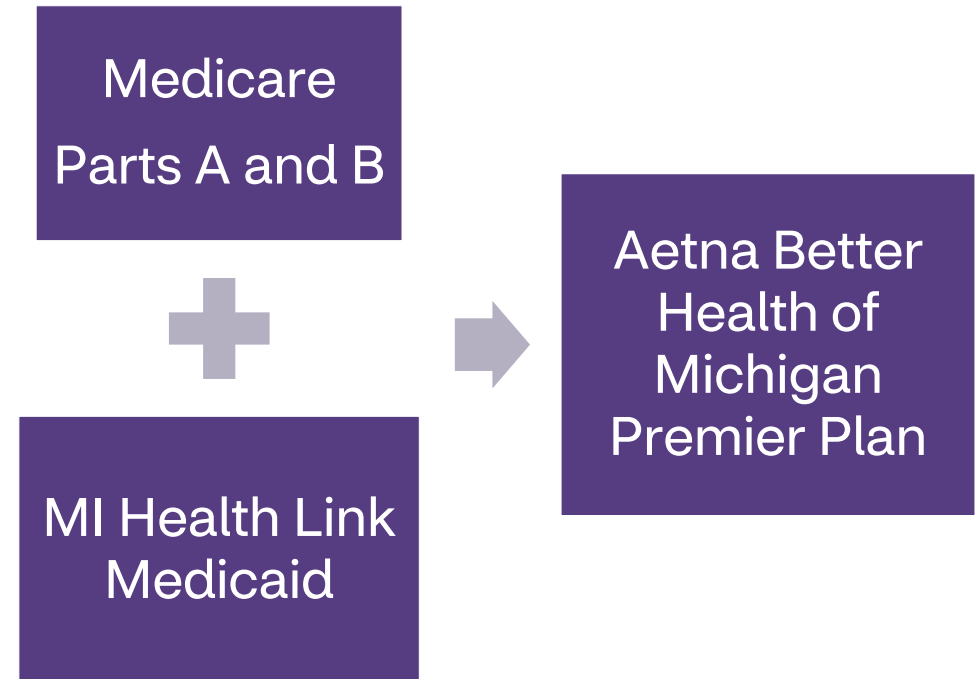 Medicare
Parts A and B
MI Health Link
Medicaid
Aetna Better
Health of
Michigan
Premier Plan